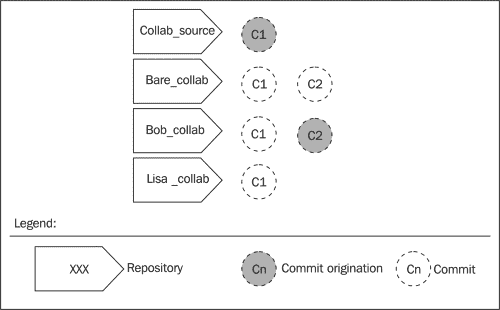 Collab_source C1
Bare_collab C1 C2
Bob_collab C1 C2
Lisa _collab C1
Legend:
XXX Repository Cn Commit origination Cn Commit